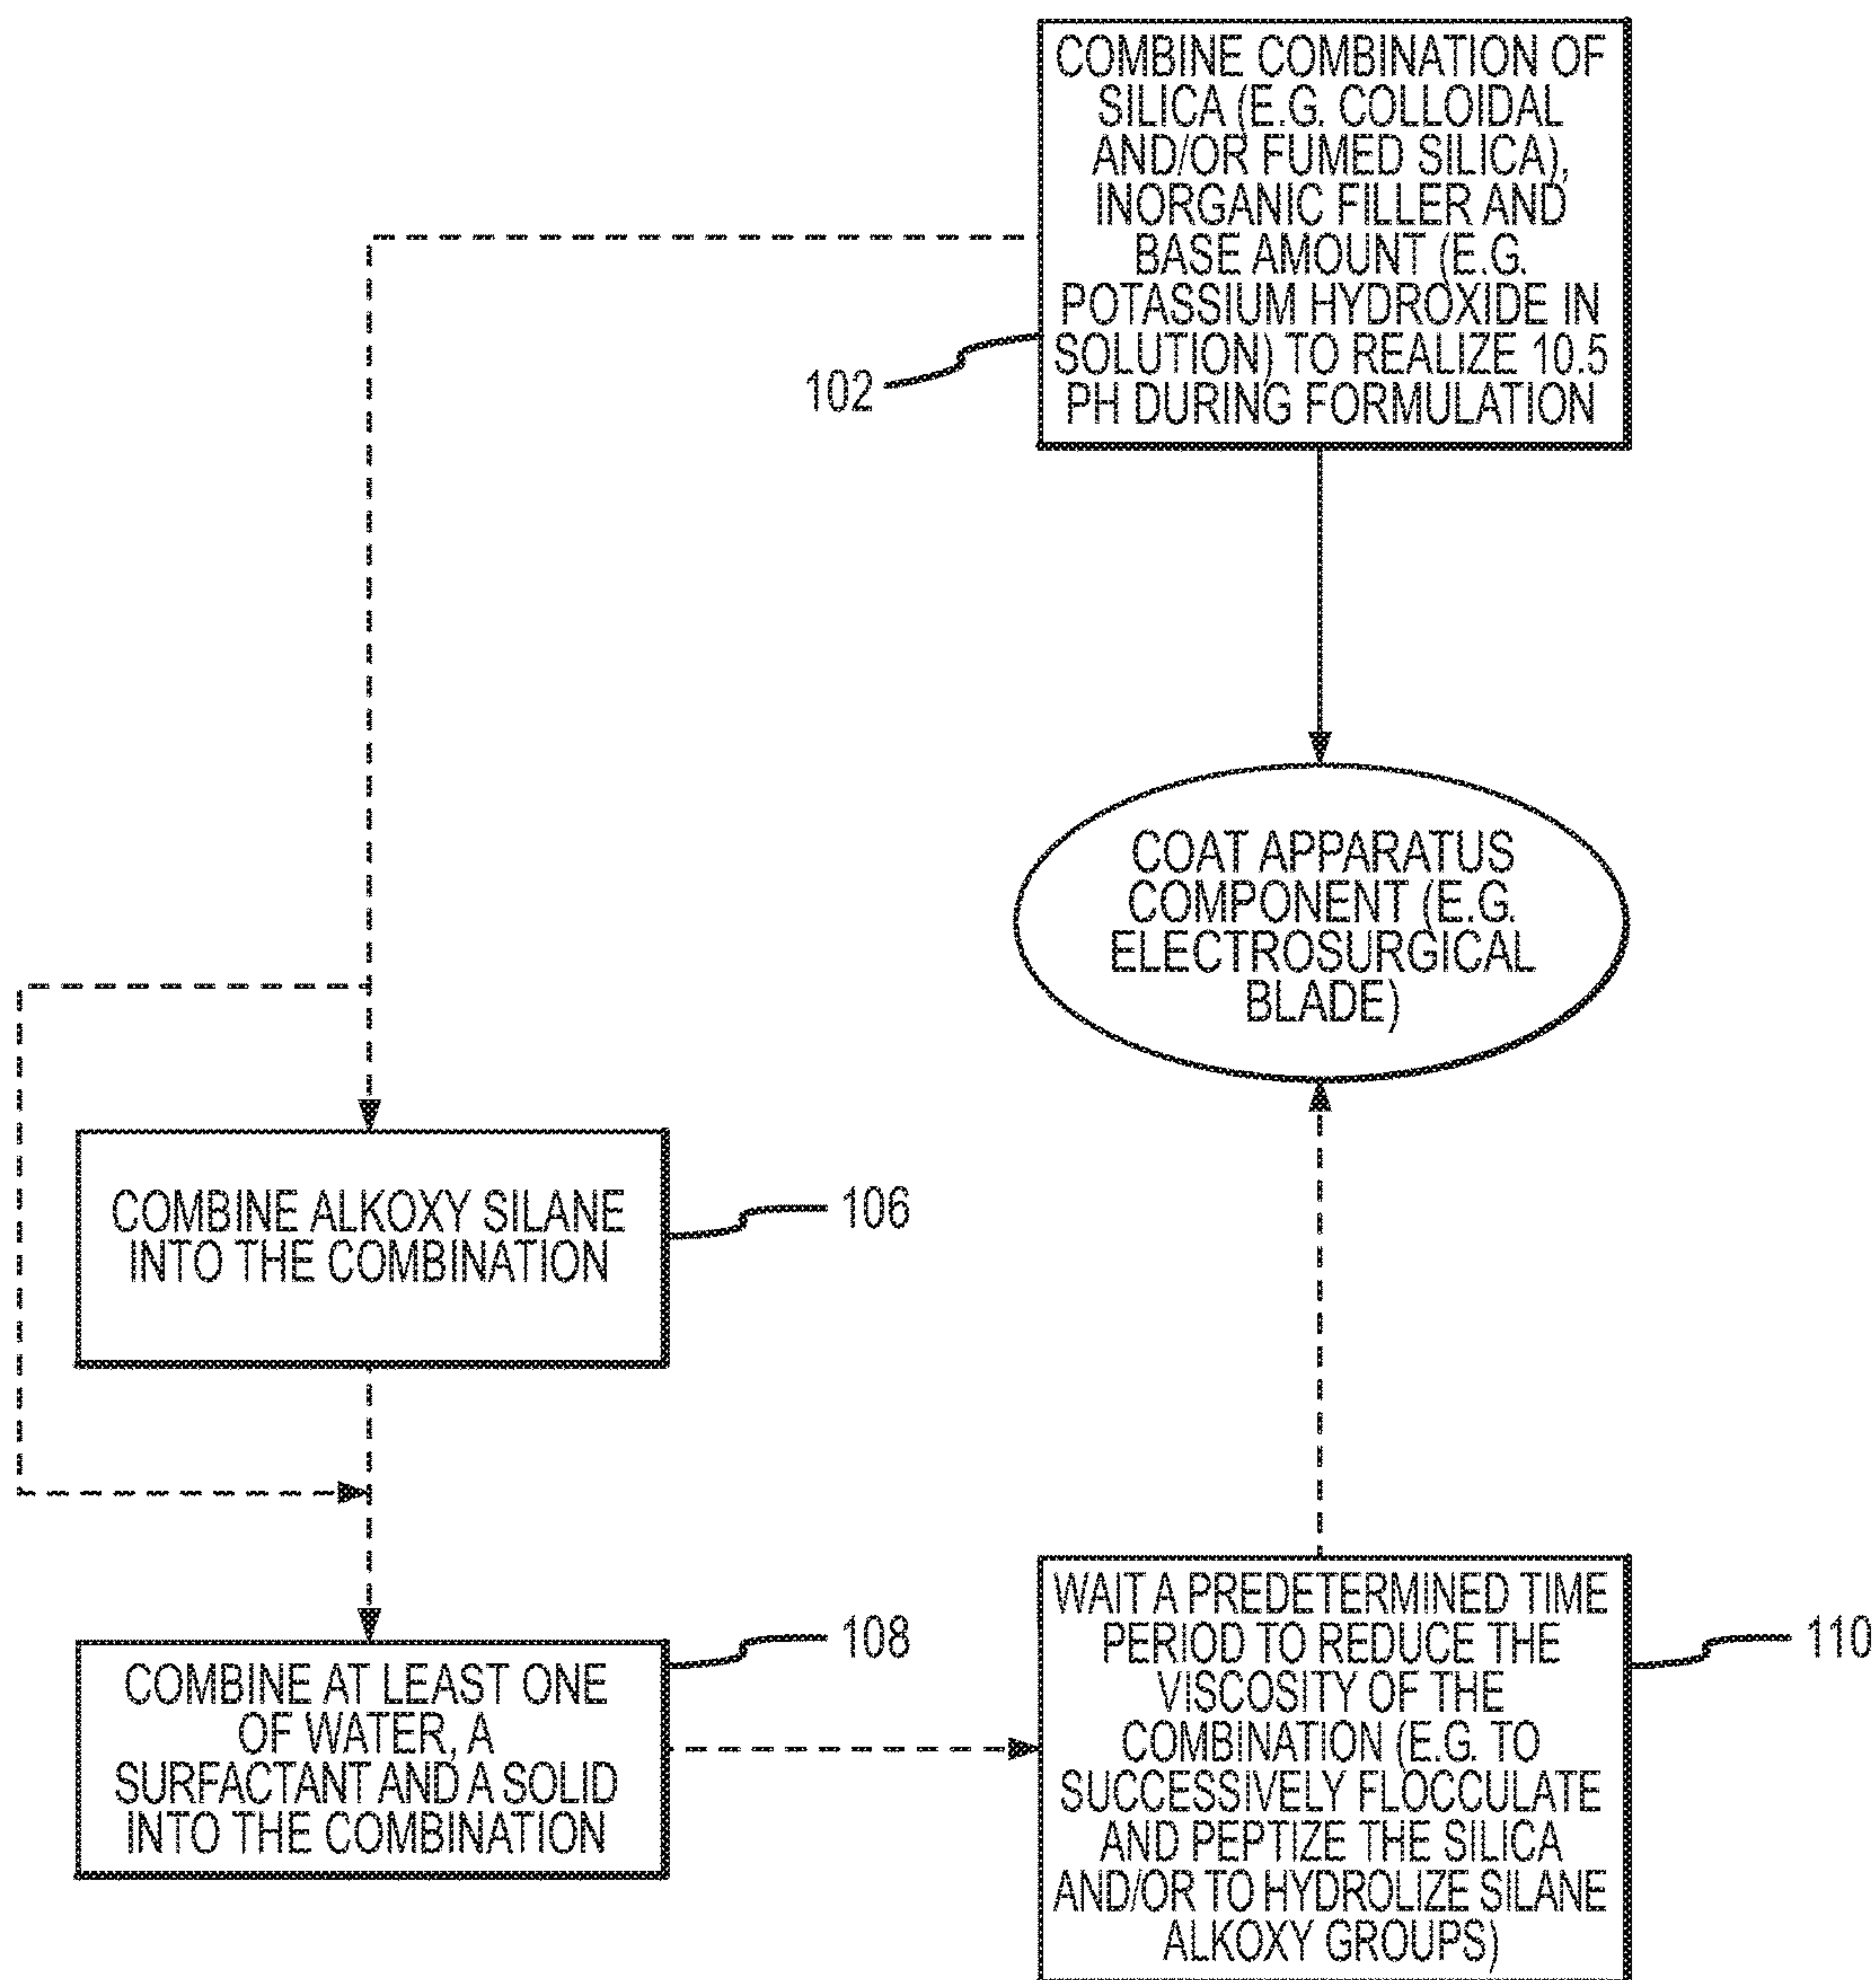 COMBINE COMBINATION OF
SILICA (E.G. COLLOIDAL
AND/OR FUMED SILICA),
INORGANIC FILLER AND
BASE AMOUNT (E.G.
POTASSIUM HYDROXIDE IN
SOLUTION) TO REALIZE 10.5
PH DURING FORMULATION
102
COAT APPARATUS
COMPONENT (E.G.
ELECTROSURGICAL
BLADE)
COMBINE ALKOXY SILANE
INTO THE COMBINATION
106
COMBINE AT LEAST ONE
OF WATER, A
SURFACTANT AND A SOLID
INTO THE COMBINATION
108
WAIT A PREDETERMINED TIME
PERIOD TO REDUCE THE
VISCOSITY OF THE
COMBINATION (E.G. TO
SUCCESSIVELY FLOCCULATE
AND PEPTIZE THE SILICA
AND/OR TO HYDROLIZE SILANE
ALKOXY GROUPS)
110